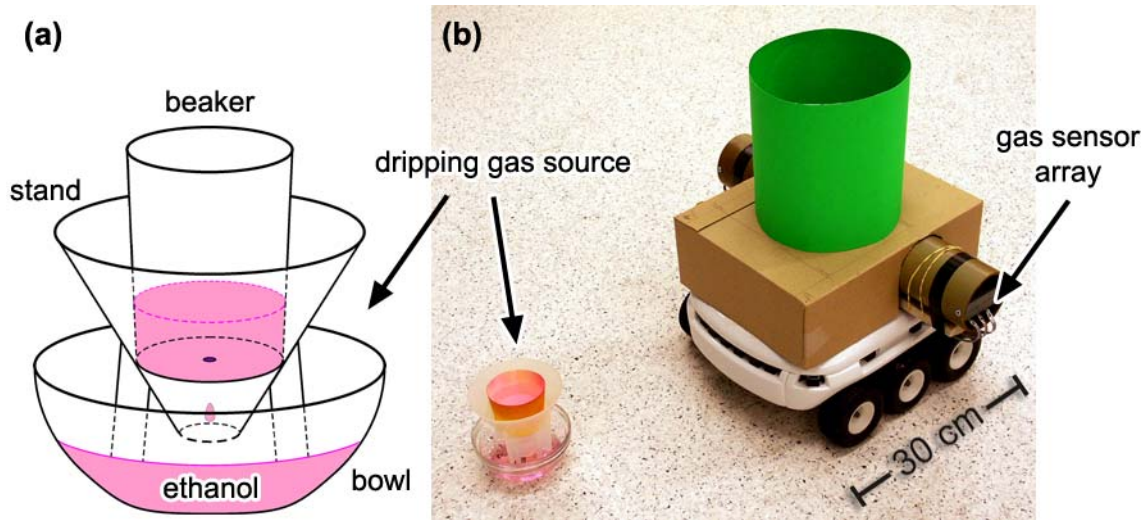 (a)
beaker
stand
ethanol
bowl
(b)
dripping gas source
gas sensor
array
30 cm